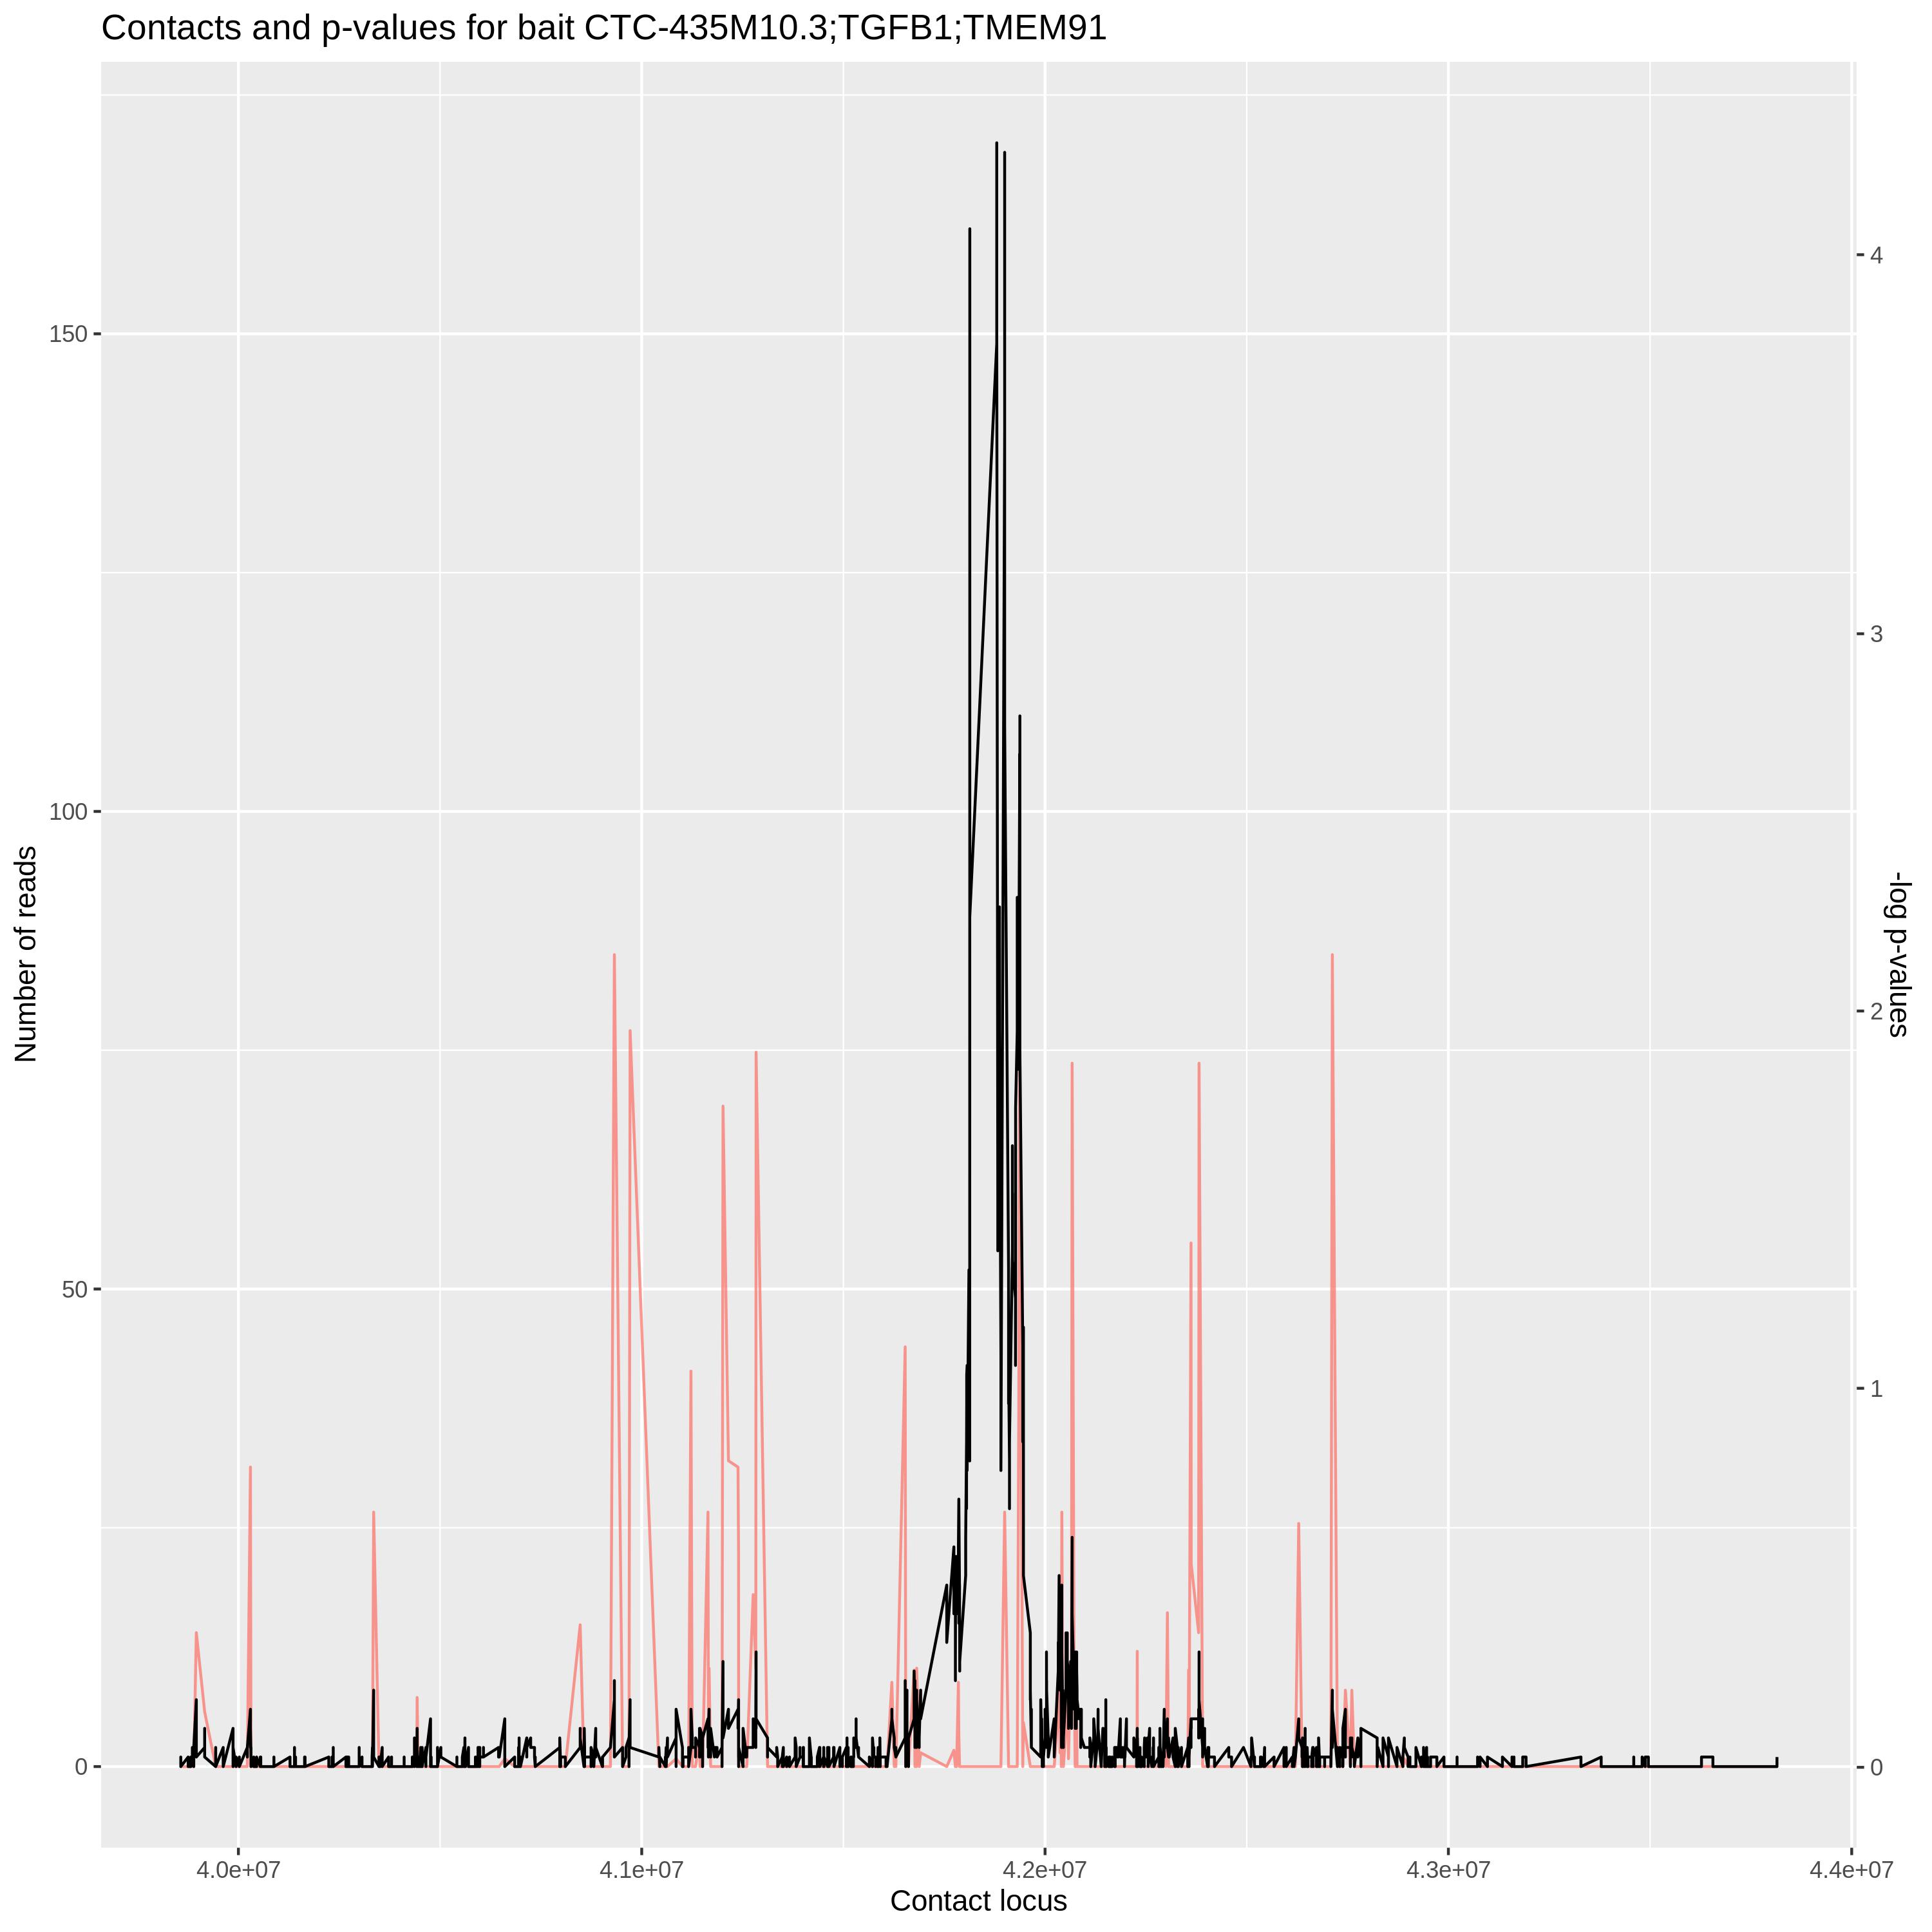 Contacts and p-values for bait CTC-435M10.3;TGFB1;TMEM91
150
100
50
0
Number of reads
4
3
2
1
0
-log p-values
4.0e+07
4.1e+07
4.2e+07
4.3e+07
4.4e+07
Contact locus